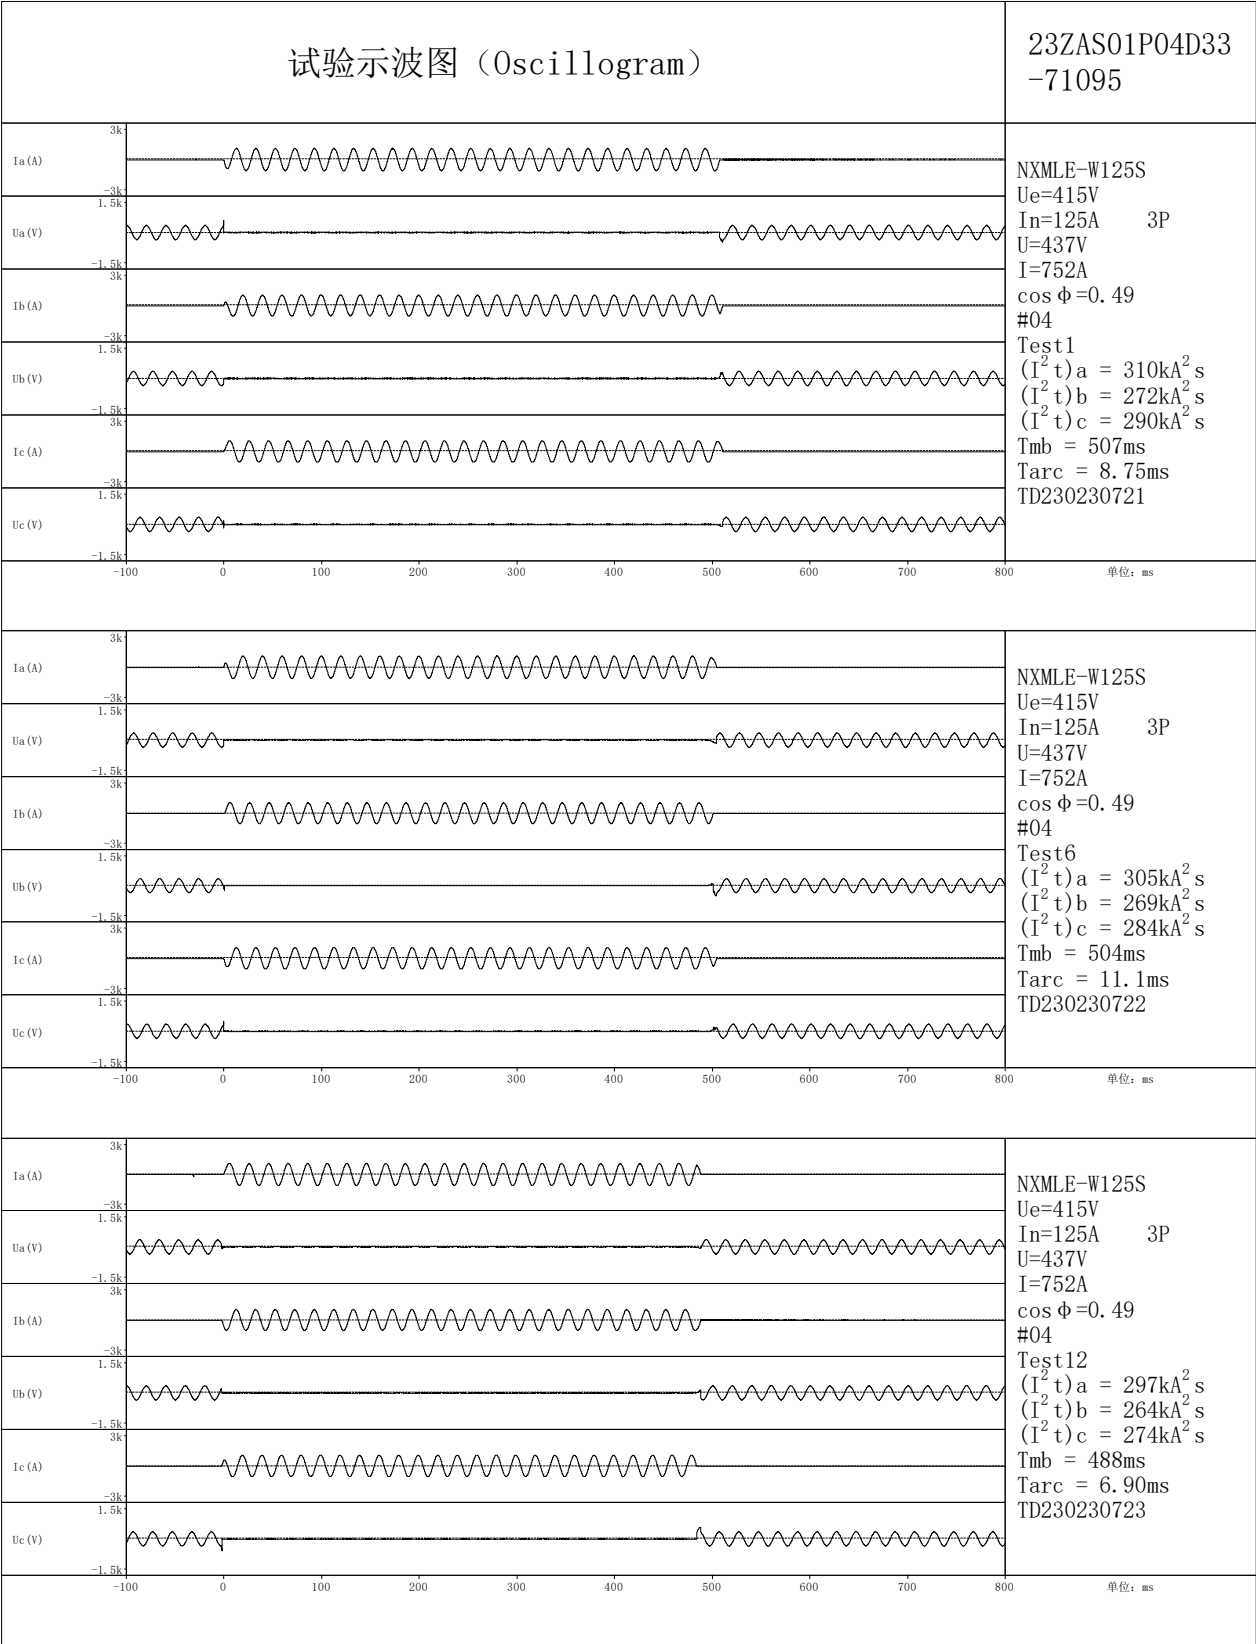 试验示波图（Oscillogram）
23ZAS01P04D33
-71095
3k
Ia(A)
-3k
1.5k
Ua(V)
-1.5k
3k
Ib(A)
-3k
1.5k
Ub(V)
-1.5k
3k
Ic(A)
-3k
1.5k
Uc(V)
-1.5k
-100 0 100 200 300 400 500 600 700 800 单位: ms
NXMLE-W125S
Ue=415V
In=125A 3P
U=437V
I=752A
cosφ=0.49
#04
Test1
(I²t)a = 310kA²s
(I²t)b = 272kA²s
(I²t)c = 290kA²s
Tmb = 507ms
Tarc = 8.75ms
TD230230721
3k
Ia(A)
-3k
1.5k
Ua(V)
-1.5k
3k
Ib(A)
-3k
1.5k
Ub(V)
-1.5k
3k
Ic(A)
-3k
1.5k
Uc(V)
-1.5k
-100 0 100 200 300 400 500 600 700 800 单位: ms
NXMLE-W125S
Ue=415V
In=125A 3P
U=437V
I=752A
cosφ=0.49
#04
Test6
(I²t)a = 305kA²s
(I²t)b = 269kA²s
(I²t)c = 284kA²s
Tmb = 504ms
Tarc = 11.1ms
TD230230722
3k
Ia(A)
-3k
1.5k
Ua(V)
-1.5k
3k
Ib(A)
-3k
1.5k
Ub(V)
-1.5k
3k
Ic(A)
-3k
1.5k
Uc(V)
-1.5k
-100 0 100 200 300 400 500 600 700 800 单位: ms
NXMLE-W125S
Ue=415V
In=125A 3P
U=437V
I=752A
cosφ=0.49
#04
Test12
(I²t)a = 297kA²s
(I²t)b = 264kA²s
(I²t)c = 274kA²s
Tmb = 488ms
Tarc = 6.90ms
TD230230723